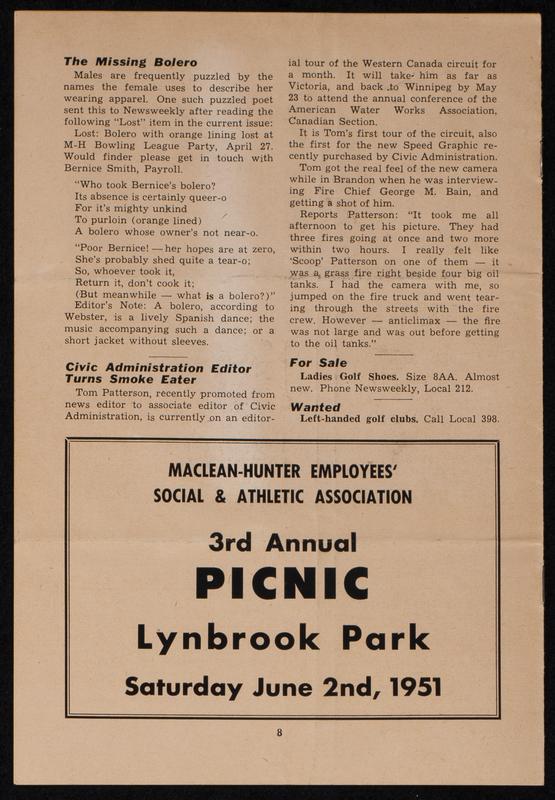 The Missing Bolero
Males are frequently puzzled by the
names the female uses to describe her
wearing apparel. One such puzzled poet
sent this to Newsweekly after reading the
following "Lost" item in the current issue:
Lost: Bolero with orange lining lost at
M-H Bowling League Party, April 27.
Would finder please get in touch with
Bernice Smith, Payroll.
"Who took Bernice's bolero?
Its absence is certainly queer-o
For it's mighty unkind
To purloin (orange lined)
A bolero whose owner's not near-o.
"Poor Bernice! — her hopes are at zero,
She's probably shed quite a tear-o;
So, whoever took it,
Return it, don't cook it;
(But meanwhile — what is a bolero?)"
Editor's Note: A bolero, according to
Webster, is a lively Spanish dance; the
music accompanying such a dance; or a
short jacket without sleeves.
Civic Administration Editor
Turns Smoke Eater
Tom Patterson, recently promoted from
news editor to associate editor of Civic
Administration, is currently on an editor-
ial tour of the Western Canada circuit for
a month. It will take him as far as
Victoria, and back to Winnipeg by May
23 to attend the annual conference of the
American Water Works Association,
Canadian Section.
It is Tom's first tour of the circuit, also
the first for the new Speed Graphic re-
cently purchased by Civic Administration.
Tom got the real feel of the new camera
while in Brandon when he was interview-
ing Fire Chief George M. Bain, and
getting a shot of him.
Reports Patterson: "It took me all
afternoon to get his picture. They had
three fires going at once and two more
within two hours. I really felt like
'Scoop' Patterson on one of them — it
was a grass fire right beside four big oil
tanks. I had the camera with me, so
jumped on the fire truck and went tear-
ing through the streets with the fire
crew. However — anticlimax — the fire
was not large and was out before getting
to the oil tanks."
For Sale
Ladies Golf Shoes. Size 8AA. Almost
new. Phone Newsweekly, Local 212.
Wanted
Left-handed golf clubs. Call Local 398.
MACLEAN-HUNTER EMPLOYEES'
SOCIAL & ATHLETIC ASSOCIATION
3rd Annual
PICNIC
Lynbrook Park
Saturday June 2nd, 1951
8